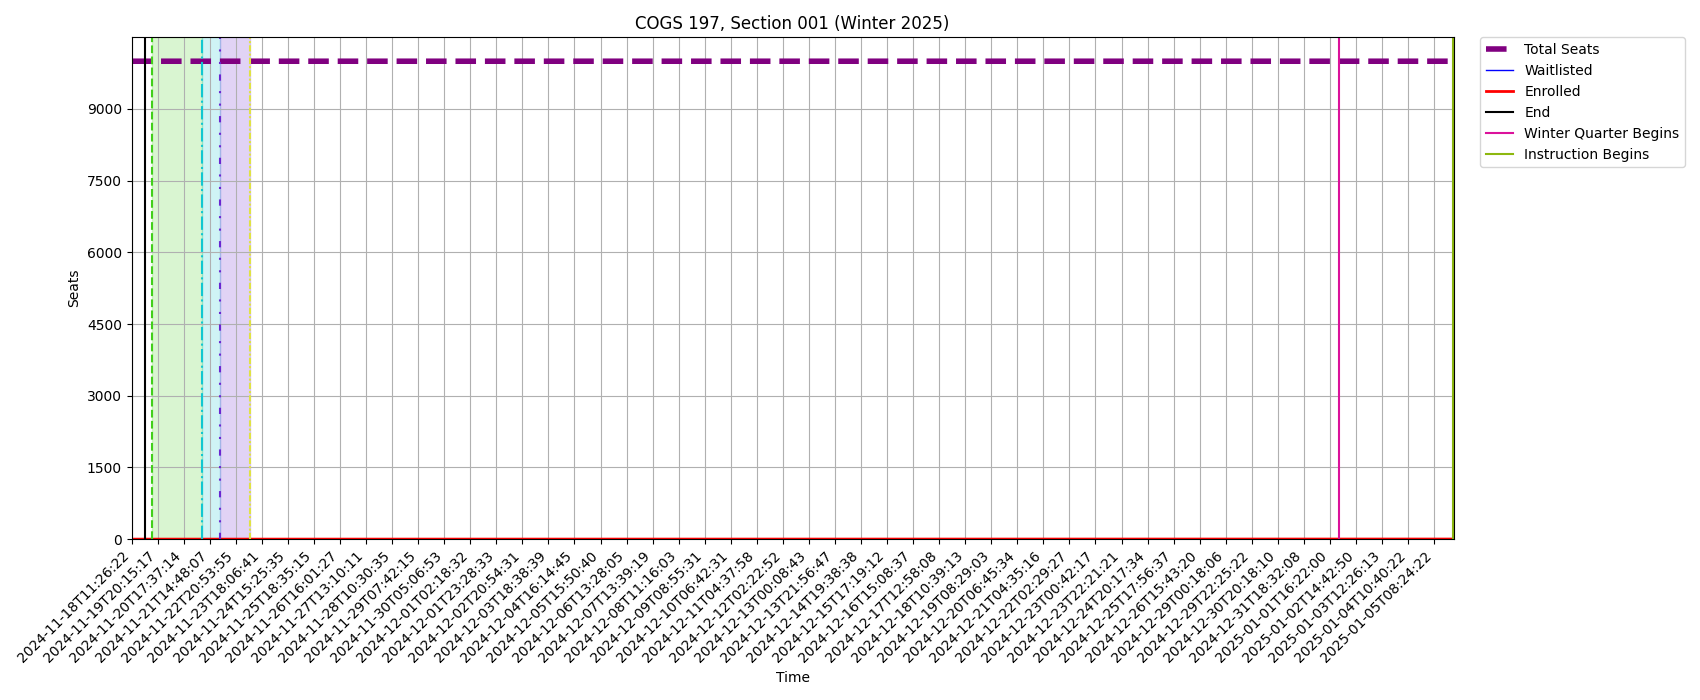 COGS 197, Section 001 (Winter 2025)
Total Seats
Waitlisted
Enrolled
End
Winter Quarter Begins
Instruction Begins
Seats
9000
7500
6000
4500
3000
1500
0
2024-11-18T11:26:22
2024-11-19T20:15:17
2024-11-20T17:37:14
2024-11-21T14:48:07
2024-11-22T20:53:55
2024-11-23T18:06:41
2024-11-24T15:25:35
2024-11-25T18:35:15
2024-11-26T16:01:27
2024-11-27T13:10:11
2024-11-28T10:30:35
2024-11-29T07:42:15
2024-11-30T05:06:53
2024-12-01T02:18:32
2024-12-01T23:28:33
2024-12-02T20:54:31
2024-12-03T18:38:39
2024-12-04T16:14:45
2024-12-05T15:50:40
2024-12-06T13:28:05
2024-12-07T13:39:19
2024-12-08T11:16:03
2024-12-09T08:55:31
2024-12-10T06:42:31
2024-12-11T04:37:58
2024-12-12T02:22:52
2024-12-13T00:08:43
2024-12-13T21:56:47
2024-12-14T19:38:38
2024-12-15T17:19:12
2024-12-16T15:08:37
2024-12-17T12:58:08
2024-12-18T10:39:13
2024-12-19T08:29:03
2024-12-20T06:45:34
2024-12-21T04:35:16
2024-12-22T02:29:27
2024-12-23T00:42:17
2024-12-23T22:21:21
2024-12-24T20:17:34
2024-12-25T17:56:37
2024-12-26T15:43:20
2024-12-29T00:18:06
2024-12-29T22:25:22
2024-12-30T20:18:10
2024-12-31T18:32:08
2025-01-01T16:22:00
2025-01-02T14:42:50
2025-01-03T12:26:13
2025-01-04T10:40:22
2025-01-05T08:24:22
Time